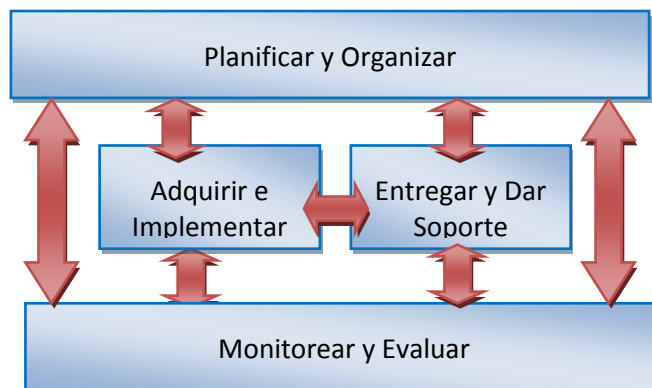 Planificar y Organizar
Adquirir e
Implementar
Entregar y Dar
Soporte
Monitorear y Evaluar